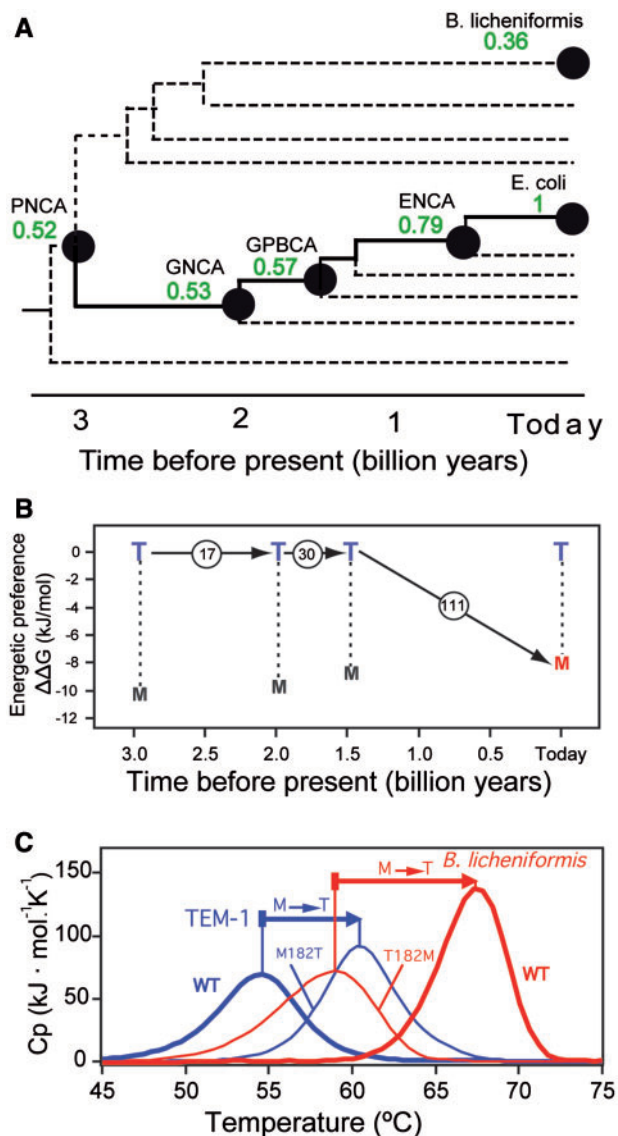 A
B. licheniformis
0.36
E. coli
1
ENCA
0.79
PNCA
0.52
GPBCA
0.57
GNCA
0.53
3 2 1 Today
Time before present (billion years)
B
Energetic preference
ΔΔG (kJ/mol)
0
-2
-4
-6
-8
-10
-12
T 17 T 30 T T
111
M M M M
3.0 2.5 2.0 1.5 1.0 0.5 Today
Time before present (billion years)
C
Cp (kJ · mol⁻¹K⁻¹)
150
100
50
0
B. licheniformis
M → T
TEM-1 M → T
M182T T182M
WT WT
45 50 55 60 65 70 75
Temperature (ºC)